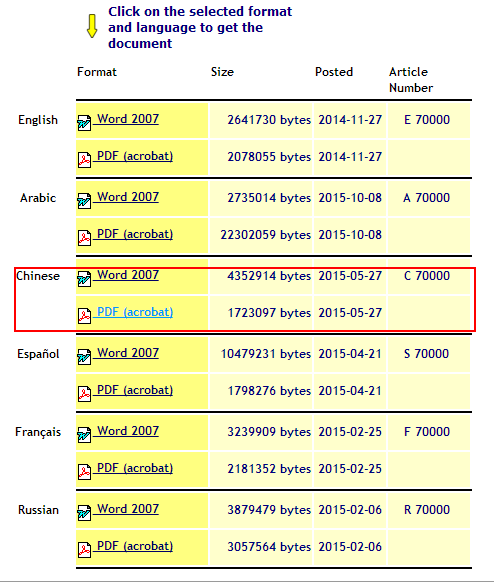 Click on the selected format
and language to get the
document
Format Size Posted Article
Number
English Word 2007 2641730 bytes 2014-11-27 E 70000
PDF (acrobat) 2078055 bytes 2014-11-27
Arabic Word 2007 2735014 bytes 2015-10-08 A 70000
PDF (acrobat) 22302059 bytes 2015-10-08
Chinese Word 2007 4352914 bytes 2015-05-27 C 70000
PDF (acrobat) 1723097 bytes 2015-05-27
Español Word 2007 10479231 bytes 2015-04-21 S 70000
PDF (acrobat) 1798276 bytes 2015-04-21
Français Word 2007 3239909 bytes 2015-02-25 F 70000
PDF (acrobat) 2181352 bytes 2015-02-25
Russian Word 2007 3879479 bytes 2015-02-06 R 70000
PDF (acrobat) 3057564 bytes 2015-02-06